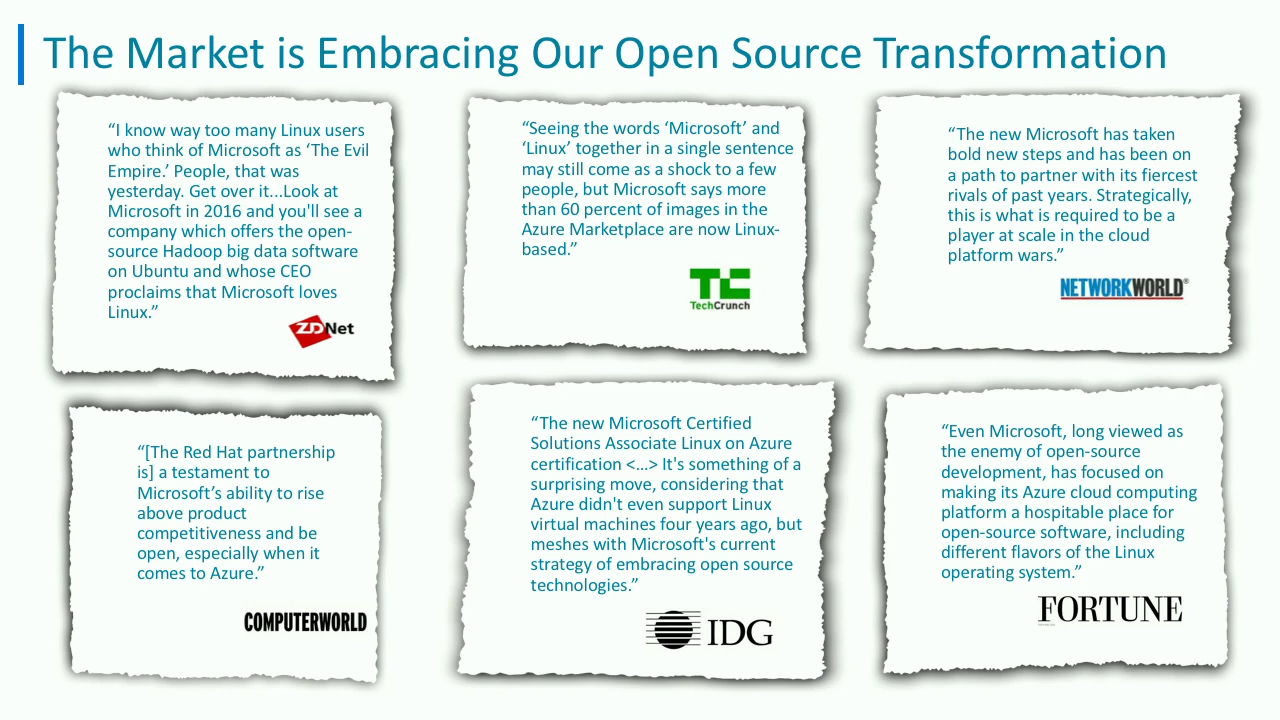 The Market is Embracing Our Open Source Transformation
“I know way too many Linux users
who think of Microsoft as ‘The Evil
Empire.’ People, that was
yesterday. Get over it...Look at
Microsoft in 2016 and you'll see a
company which offers the open-
source Hadoop big data software
on Ubuntu and whose CEO
proclaims that Microsoft loves
Linux.”
ZDNet
“Seeing the words ‘Microsoft’ and
‘Linux’ together in a single sentence
may still come as a shock to a few
people, but Microsoft says more
than 60 percent of images in the
Azure Marketplace are now Linux-
based.”
TC
TechCrunch
“The new Microsoft has taken
bold new steps and has been on
a path to partner with its fiercest
rivals of past years. Strategically,
this is what is required to be a
player at scale in the cloud
platform wars.”
NETWORKWORLD®
“[The Red Hat partnership
is] a testament to
Microsoft’s ability to rise
above product
competitiveness and be
open, especially when it
comes to Azure.”
COMPUTERWORLD
“The new Microsoft Certified
Solutions Associate Linux on Azure
certification <…> It's something of a
surprising move, considering that
Azure didn't even support Linux
virtual machines four years ago, but
meshes with Microsoft's current
strategy of embracing open source
technologies.”
IDG
“Even Microsoft, long viewed as
the enemy of open-source
development, has focused on
making its Azure cloud computing
platform a hospitable place for
open-source software, including
different flavors of the Linux
operating system.”
FORTUNE